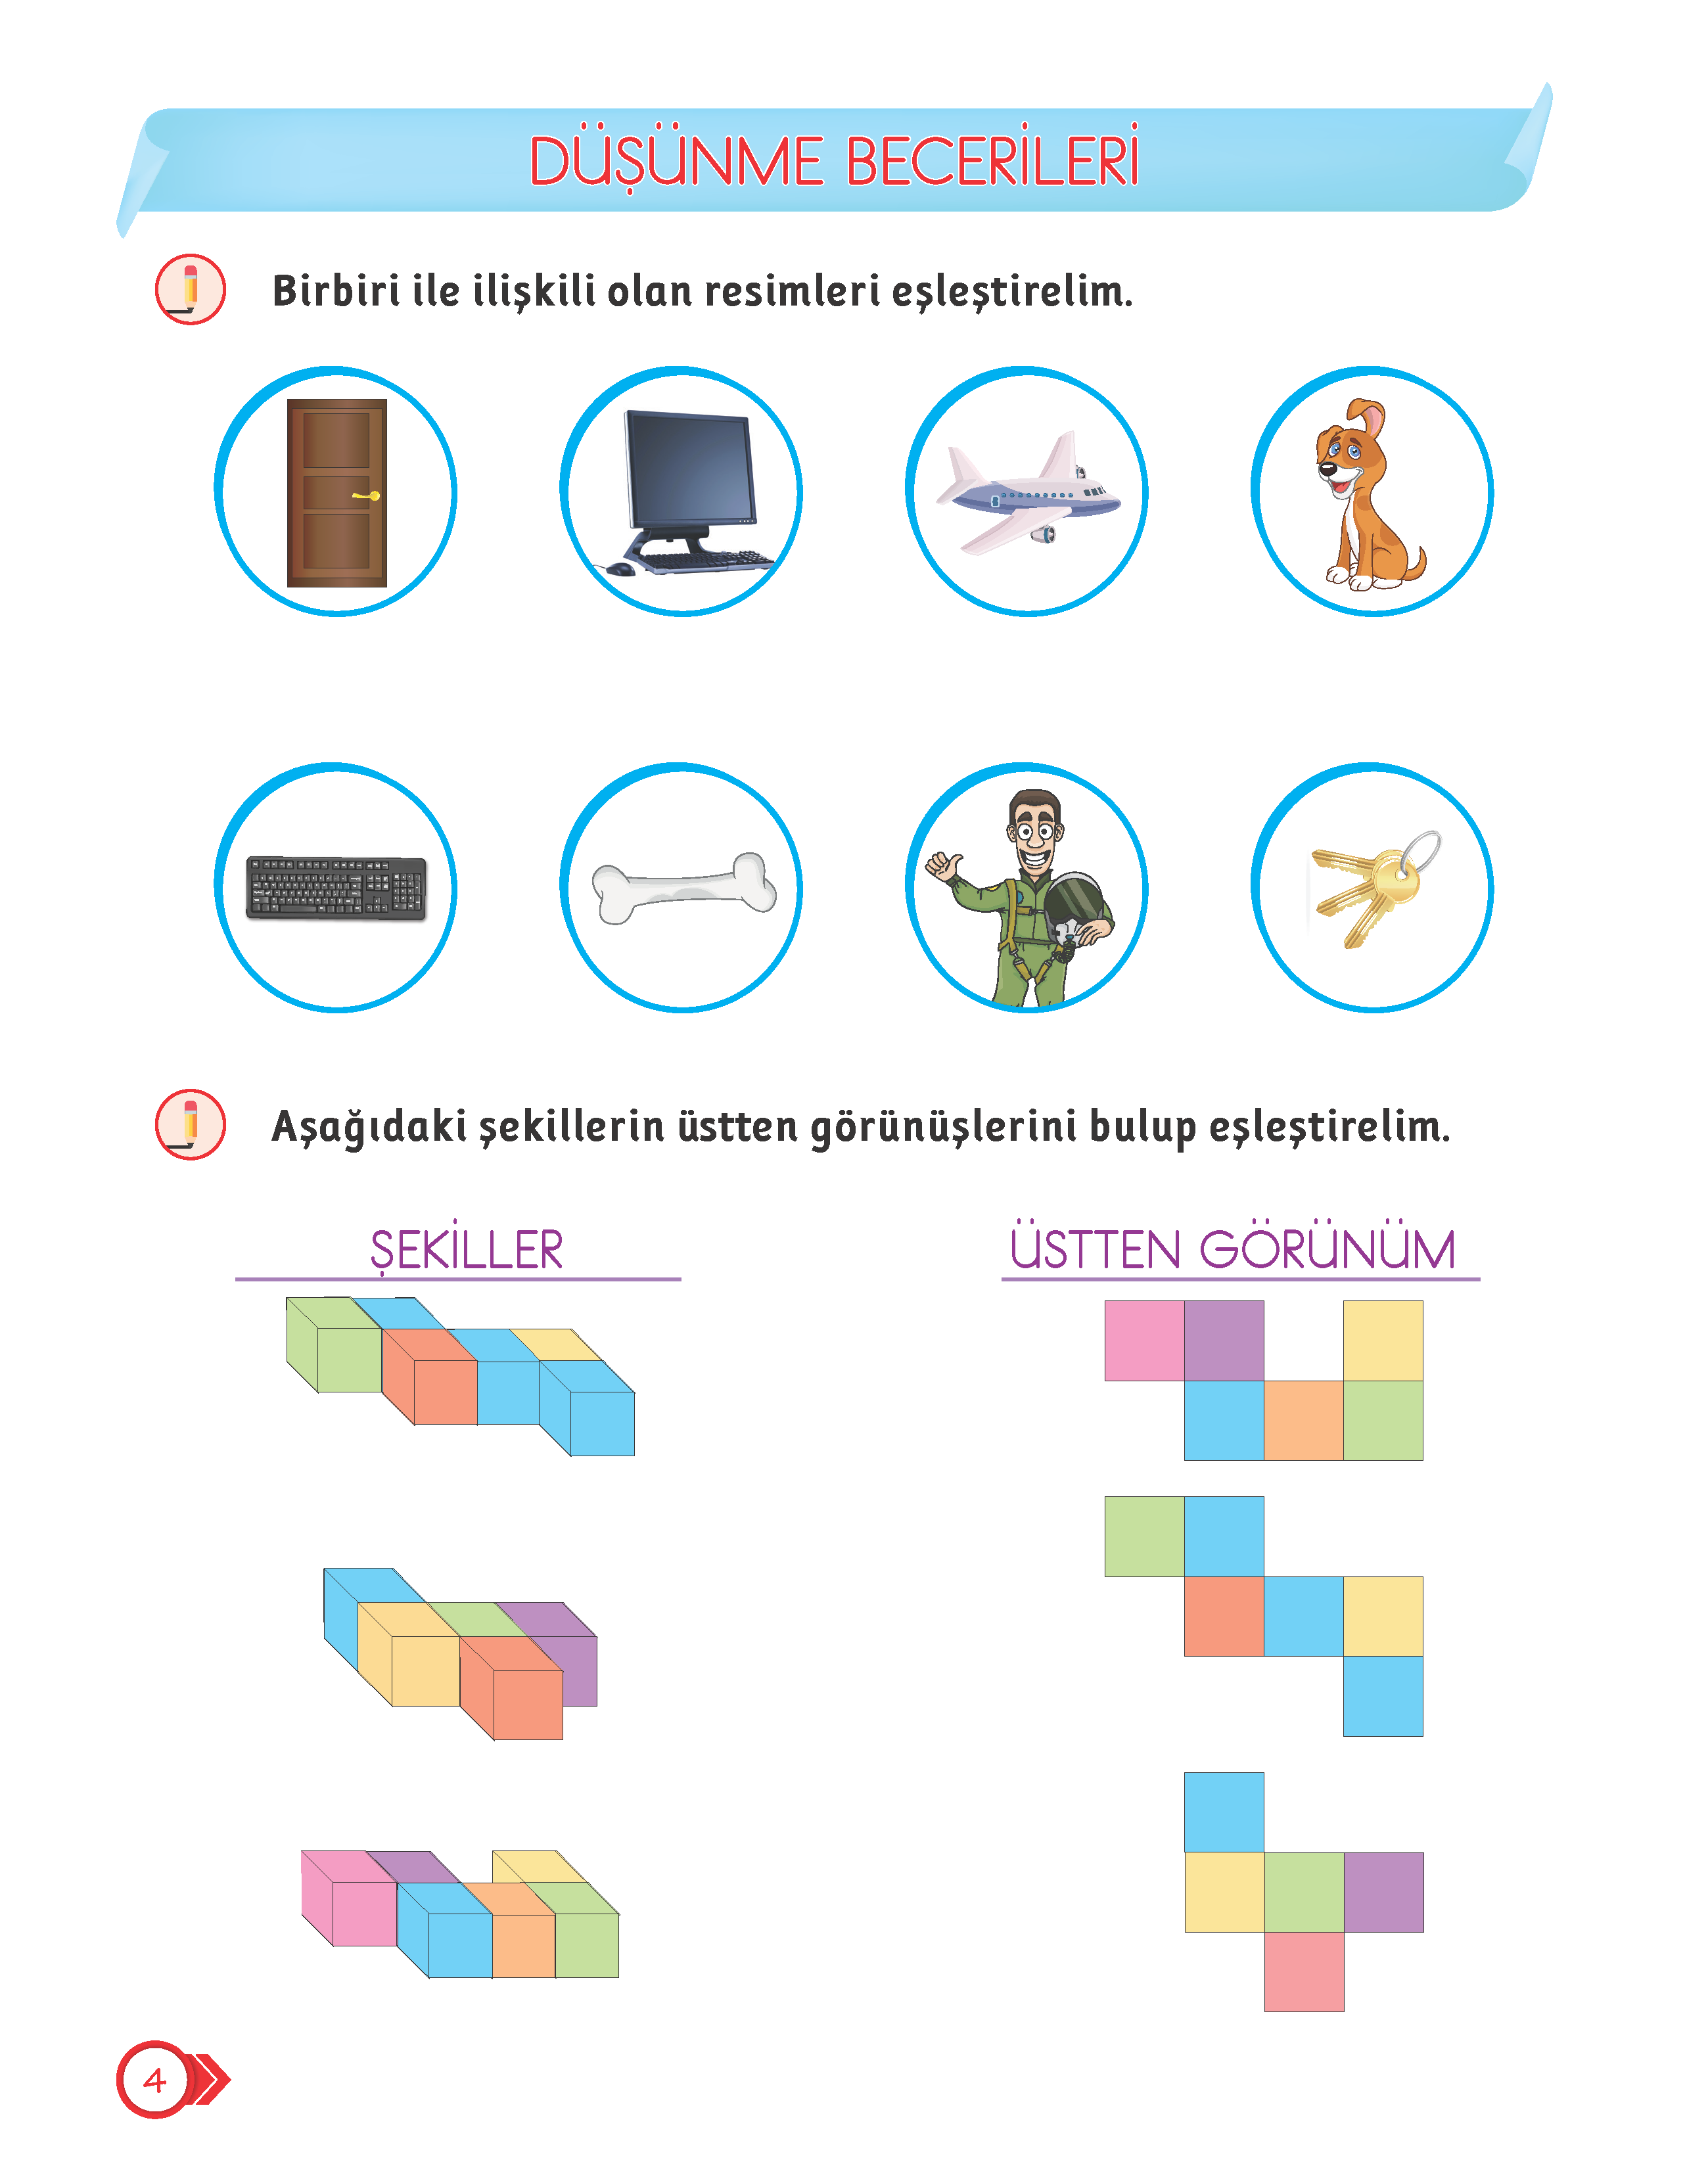 DÜŞÜNME BECERİLERİ
Birbiri ile ilişkili olan resimleri eşleştirelim.
Aşağıdaki şekillerin üstten görünüşlerini bulup eşleştirelim.
ŞEKİLLER
ÜSTTEN GÖRÜNÜM
4